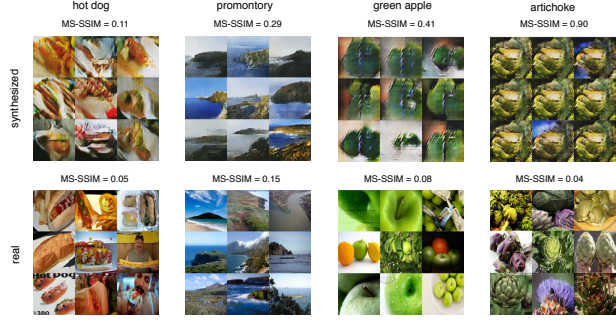 hot dog promontory green apple artichoke
MS-SSIM = 0.11 MS-SSIM = 0.29 MS-SSIM = 0.41 MS-SSIM = 0.90
synthesized
MS-SSIM = 0.05 MS-SSIM = 0.15 MS-SSIM = 0.08 MS-SSIM = 0.04
real
Hot Dog
380